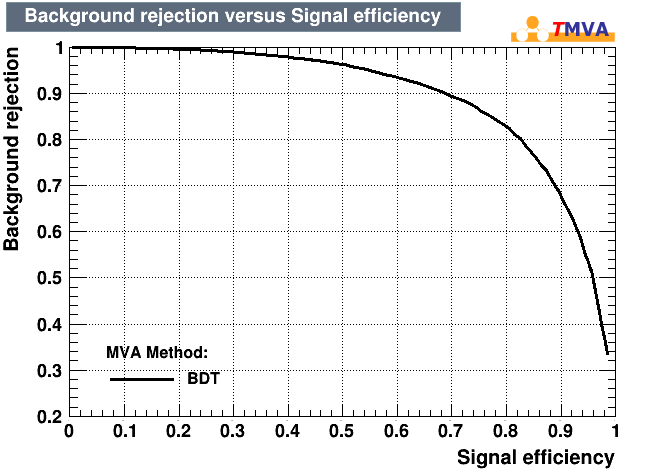 Background rejection versus Signal efficiency
TMVA
Background rejection
1
0.9
0.8
0.7
0.6
0.5
0.4
0.3
0.2
MVA Method:
BDT
0 0.1 0.2 0.3 0.4 0.5 0.6 0.7 0.8 0.9 1
Signal efficiency